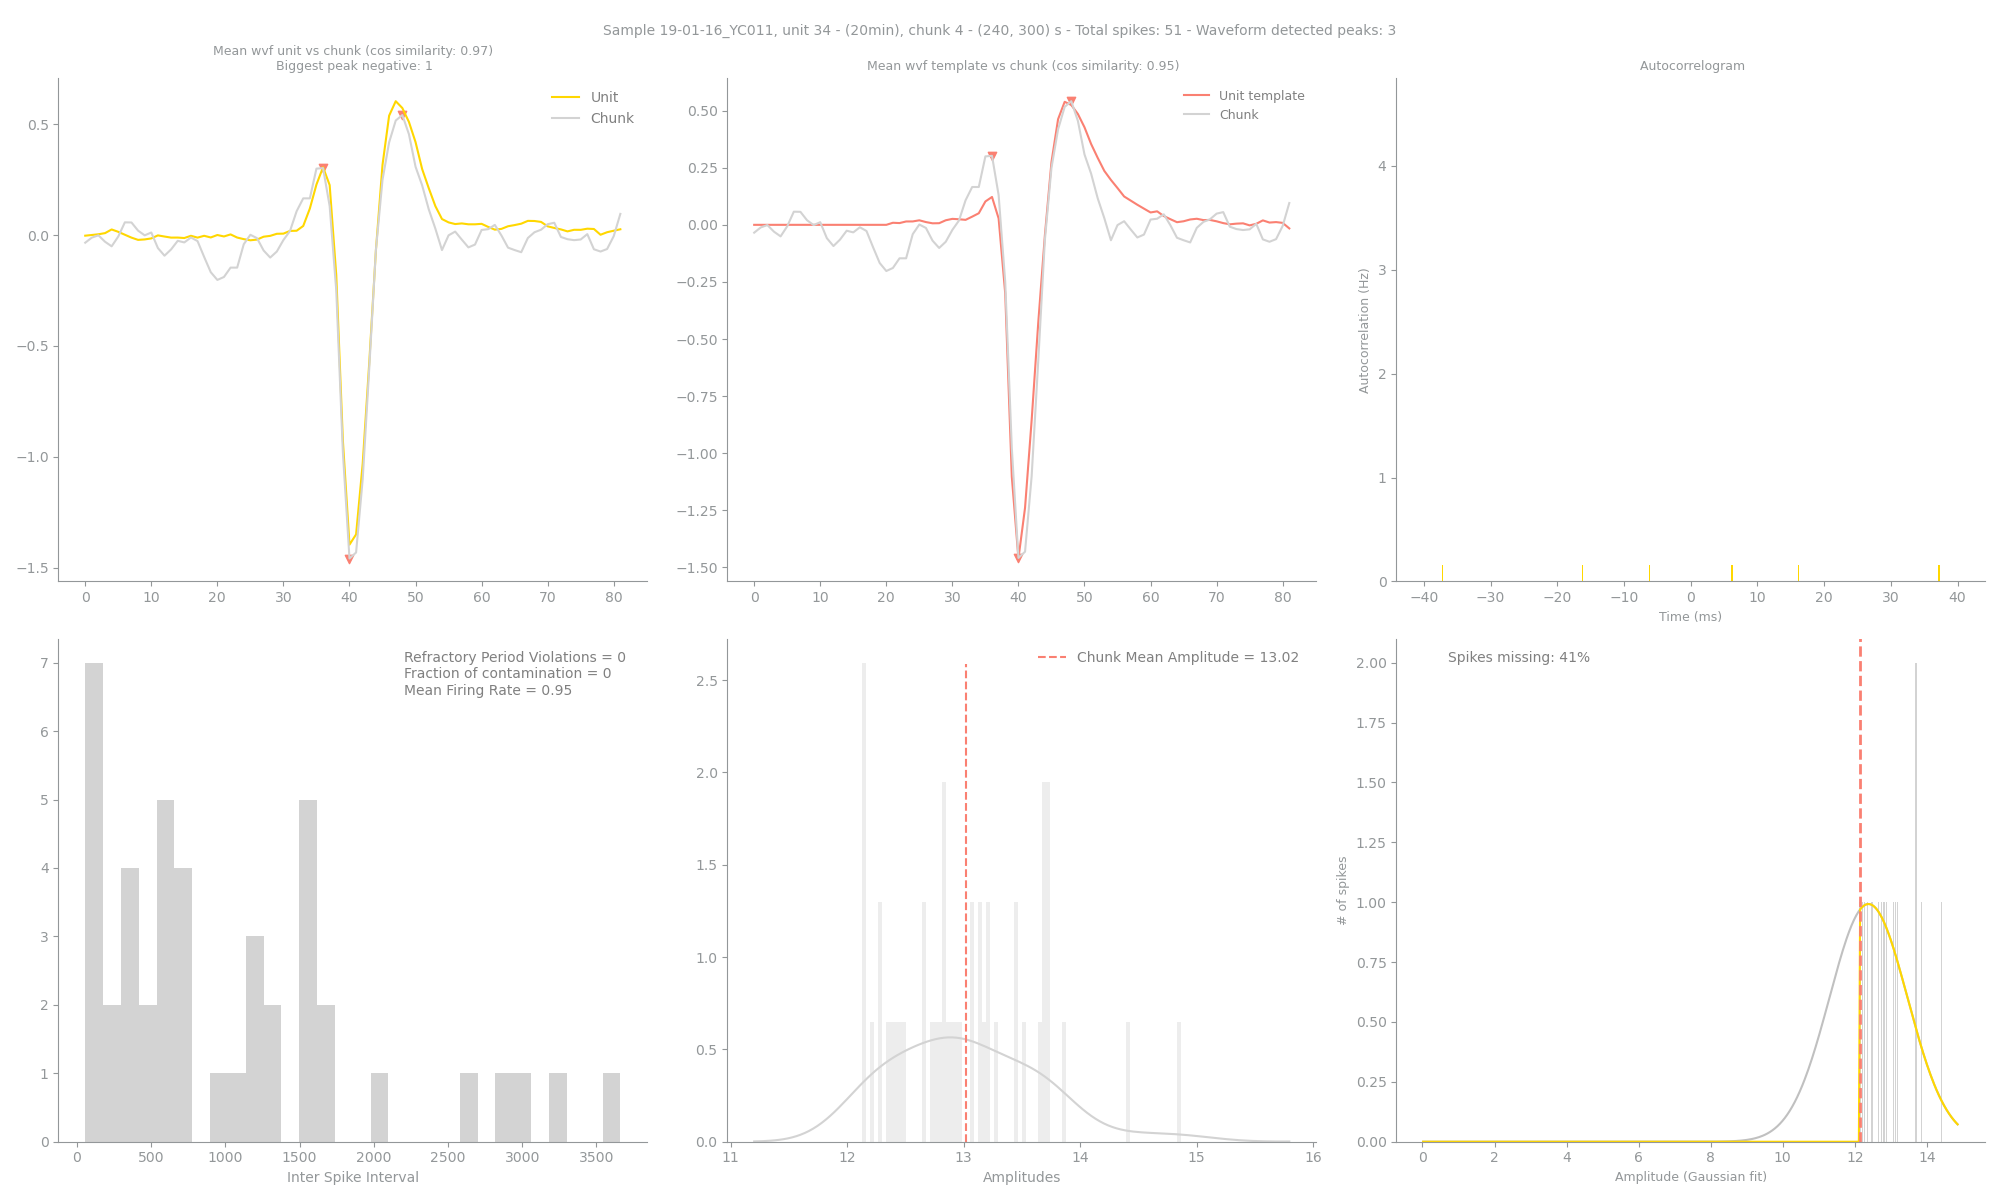 Sample 19-01-16_YC011, unit 34 - (20min), chunk 4 - (240, 300) s - Total spikes: 51 - Waveform detected peaks: 3
Mean wvf unit vs chunk (cos similarity: 0.97)
Biggest peak negative: 1
Unit
Chunk
0.5
0.0
−0.5
−1.0
−1.5
0 10 20 30 40 50 60 70 80
Mean wvf template vs chunk (cos similarity: 0.95)
Unit template
Chunk
0.50
0.25
0.00
−0.25
−0.50
−0.75
−1.00
−1.25
−1.50
0 10 20 30 40 50 60 70 80
Autocorrelogram
Autocorrelation (Hz)
4
3
2
1
0
−40 −30 −20 −10 0 10 20 30 40
Time (ms)
Refractory Period Violations = 0
Fraction of contamination = 0
Mean Firing Rate = 0.95
7
6
5
4
3
2
1
0
0 500 1000 1500 2000 2500 3000 3500
Inter Spike Interval
Chunk Mean Amplitude = 13.02
2.5
2.0
1.5
1.0
0.5
0.0
11 12 13 14 15 16
Amplitudes
Spikes missing: 41%
# of spikes
2.00
1.75
1.50
1.25
1.00
0.75
0.50
0.25
0.00
0 2 4 6 8 10 12 14
Amplitude (Gaussian fit)